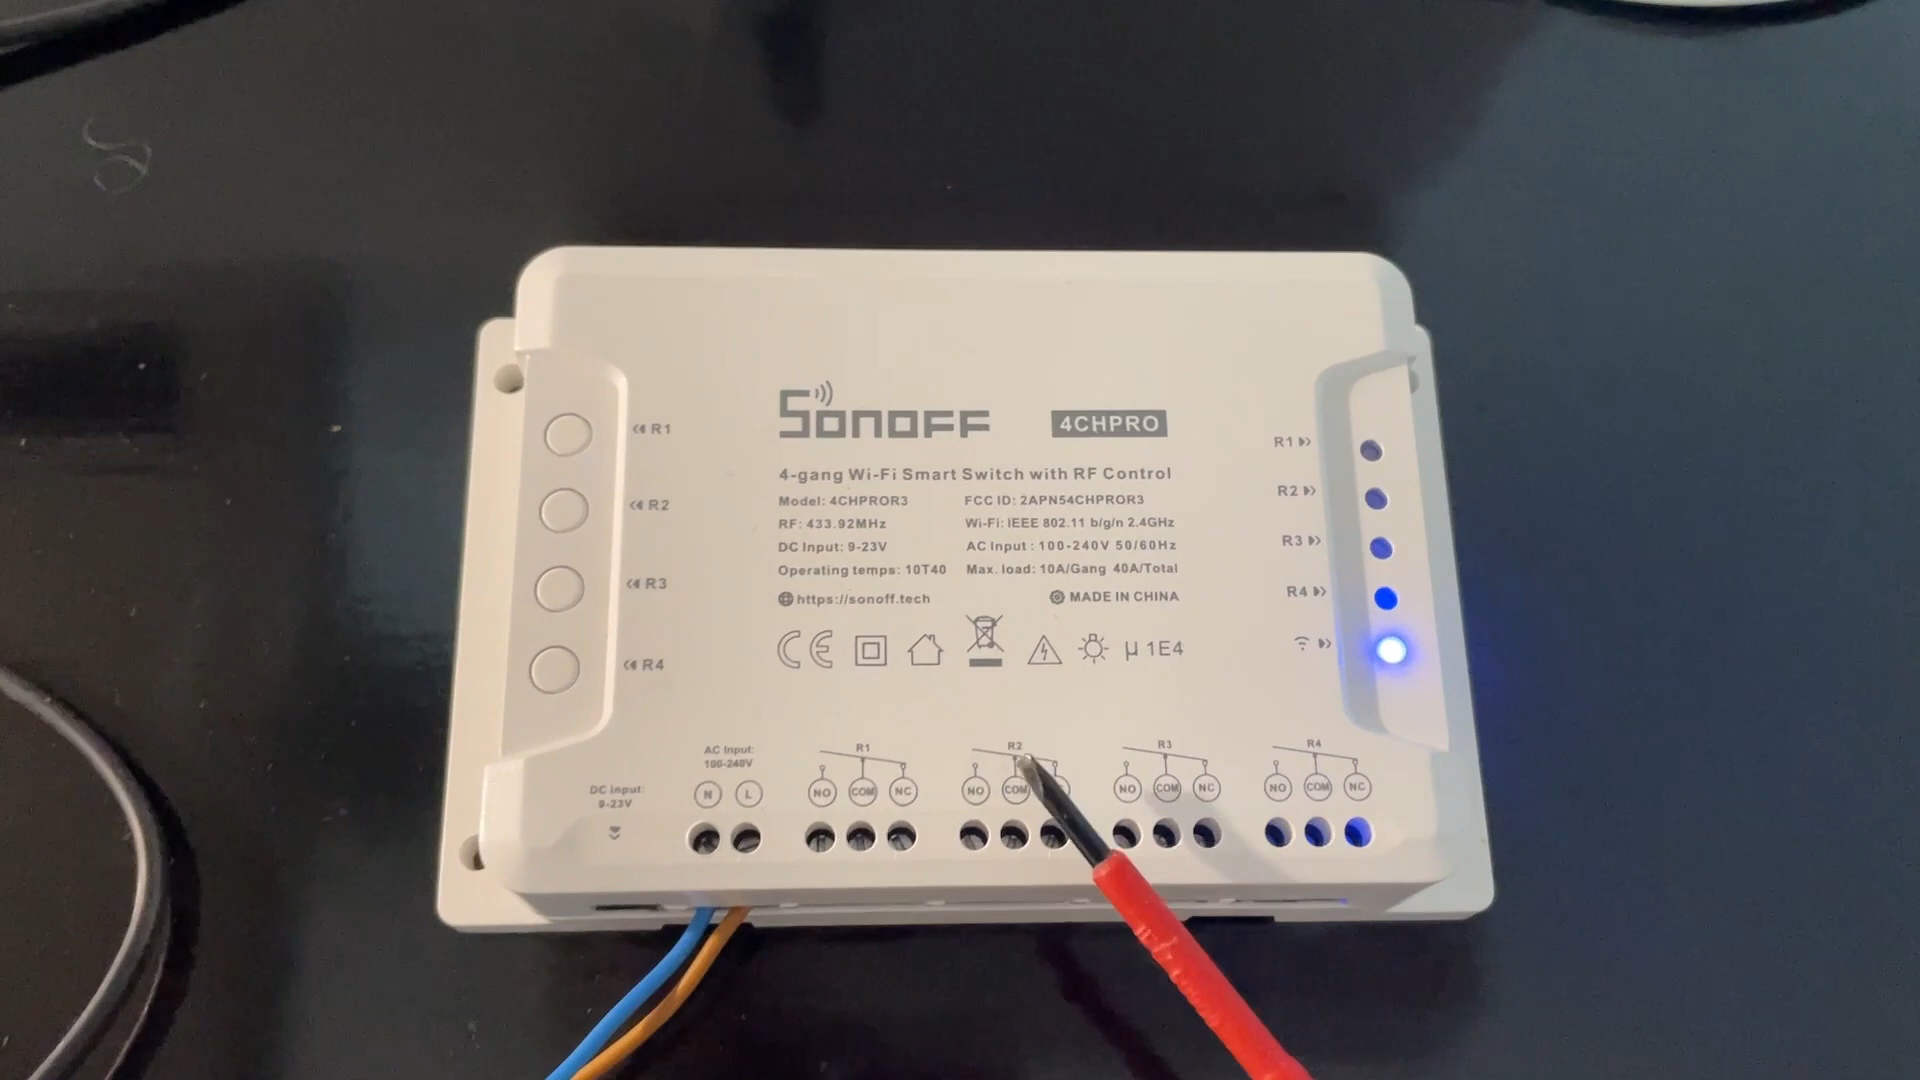 SONOFF
4CHPRO
4-gang Wi-Fi Smart Switch with RF Control
Model: 4CHPROR3
FCC ID: 2APN54CHPROR3
RF: 433.92MHz
Wi-Fi: IEEE 802.11 b/g/n 2.4GHz
DC Input: 9-23V
AC Input : 100-240V 50/60Hz
Operating temps: 10T40
Max. load: 10A/Gang 40A/Total
https://sonoff.tech
MADE IN CHINA
CE
μ 1E4
R1
R2
R3
R4
R1
R2
R3
R4
DC Input:
9-23V
AC Input:
100-240V
N L
R1
NO COM NC
R2
NO COM
R3
NO COM NC
R4
NO COM NC